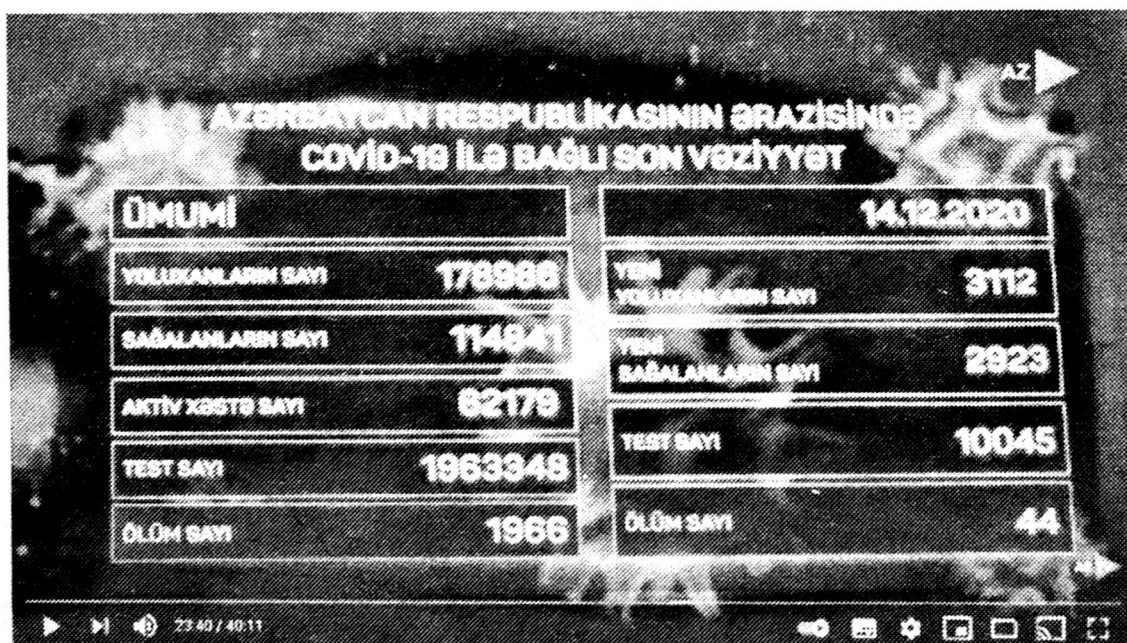 AZ
AZƏRBAYCAN RESPUBLİKASININ ƏRAZİSİNDƏ
COVİD-19 İLƏ BAĞLI SON VƏZİYYƏT
ÜMUMİ
YOLUXANLARIN SAYI 178986
SAĞALANLARIN SAYI 114841
AKTİV XƏSTƏ SAYI 62179
TEST SAYI 1963348
ÖLÜM SAYI 1966
14.12.2020
YENİ
YOLUXANLARIN SAYI 3112
YENİ
SAĞALANLARIN SAYI 2923
TEST SAYI 10045
ÖLÜM SAYI 44
AZ
23:40 / 40:11